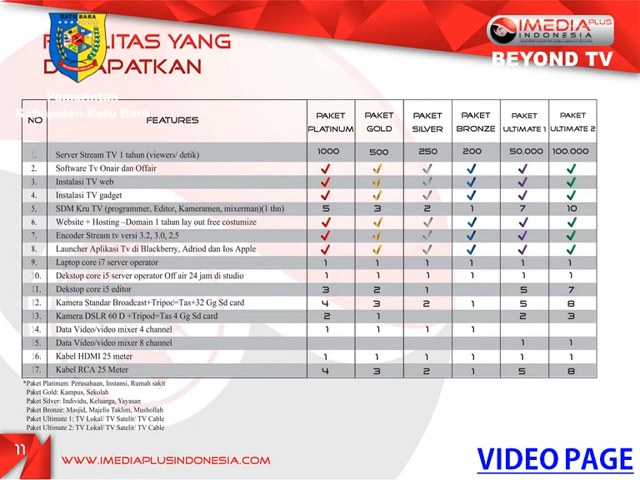 BATU BARA
F LITAS YANG
D APATKAN
Pemerintah
Kabupaten Batu Bara
IMEDIA PLUS
INDONESIA
BEYOND TV
NO FEATURES PAKET PLATINUM PAKET GOLD PAKET SILVER PAKET BRONZE PAKET ULTIMATE 1 PAKET ULTIMATE 2
1. Server Stream TV 1 tahun (viewers/ detik) 1000 500 250 200 50.000 100.000
2. Software Tv Onair dan Offair ✓ ✓ ✓ ✓ ✓ ✓
3. Instalasi TV web ✓ ✓ ✓ ✓ ✓ ✓
4. Instalasi TV gadget ✓ ✓ ✓ ✓ ✓ ✓
5. SDM Kru TV (programmer, Editor, Kameramen, mixerman)(1 thn) 5 3 2 1 7 10
6. Website + Hosting –Domain 1 tahun lay out free costumize ✓ ✓ ✓ ✓ ✓ ✓
7. Encoder Stream tv versi 3.2, 3.0, 2.5 ✓ ✓ ✓ ✓ ✓ ✓
8. Launcher Aplikasi Tv di Blackberry, Adriod dan Ios Apple ✓ ✓ ✓ ✓ ✓ ✓
9. Laptop core i7 server operator 1 1 1 1 1 1
10. Dekstop core i5 server operator Off air 24 jam di studio 1 1 1 1 1 1
11. Dekstop core i5 editor 3 2 1 5 7
12. Kamera Standar Broadcast+Tripoc=Tas+32 Gg Sd card 4 3 2 1 5 8
13. Kamera DSLR 60 D +Tripod=Tas 4 Gg Sd card 2 1 2 3
14. Data Video/video mixer 4 channel 1 1 1 1
15. Data Video/video mixer 8 channel 1 1
16. Kabel HDMI 25 meter 1 1 1 1 1 1
17. Kabel RCA 25 Meter 4 3 2 1 5 8
*Paket Platinum: Perusahaan, Instansi, Rumah sakit
Paket Gold: Kampus, Sekolah
Paket Silver: Individu, Keluarga, Yayasan
Paket Bronze: Masjid, Majelis Taklim, Mushollah
Paket Ultimate 1: TV Lokal/ TV Satelit/ TV Cable
Paket Ultimate 2: TV Lokal/ TV Satelit/ TV Cable
11
WWW.IMEDIAPLUSINDONESIA.COM
VIDEO PAGE